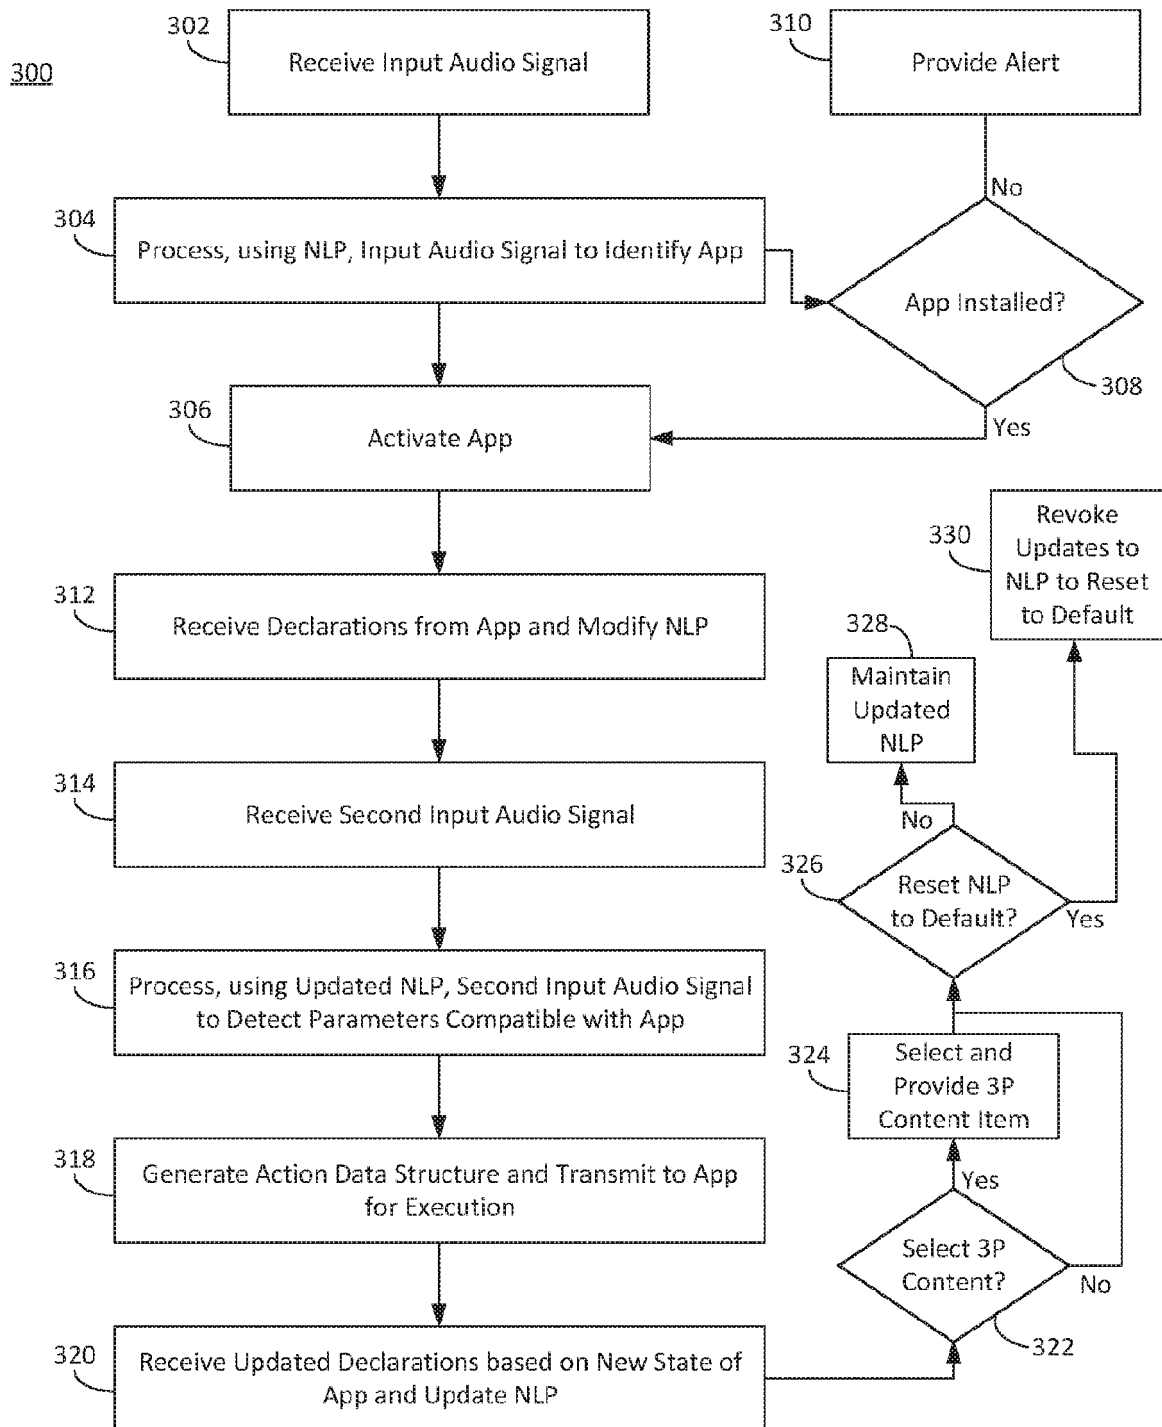 300
302
Receive Input Audio Signal
310
Provide Alert
No
304
Process, using NLP, Input Audio Signal to Identify App
App Installed?
308
Yes
306
Activate App
312
Receive Declarations from App and Modify NLP
314
Receive Second Input Audio Signal
316
Process, using Updated NLP, Second Input Audio Signal
to Detect Parameters Compatible with App
318
Generate Action Data Structure and Transmit to App
for Execution
320
Receive Updated Declarations based on New State of
App and Update NLP
322
Select 3P
Content?
Yes
No
324
Select and
Provide 3P
Content Item
326
Reset NLP
to Default?
No
Yes
328
Maintain
Updated
NLP
330
Revoke
Updates to
NLP to Reset
to Default